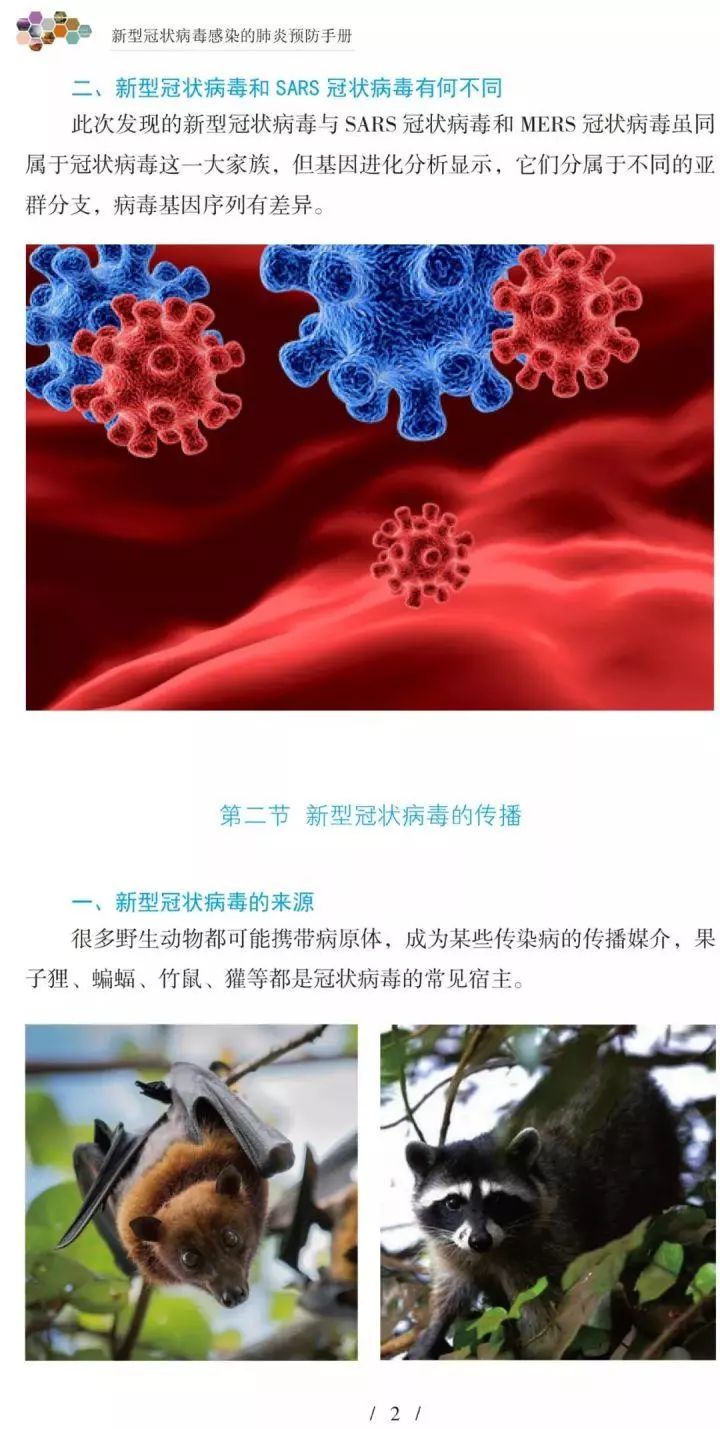 新型冠状病毒感染的肺炎预防手册
二、新型冠状病毒和 SARS 冠状病毒有何不同
此次发现的新型冠状病毒与 SARS 冠状病毒和 MERS 冠状病毒虽同
属于冠状病毒这一大家族，但基因进化分析显示，它们分属于不同的亚
群分支，病毒基因序列有差异。
第二节 新型冠状病毒的传播
一、新型冠状病毒的来源
很多野生动物都可能携带病原体，成为某些传染病的传播媒介，果
子狸、蝙蝠、竹鼠、獾等都是冠状病毒的常见宿主。
/ 2 /